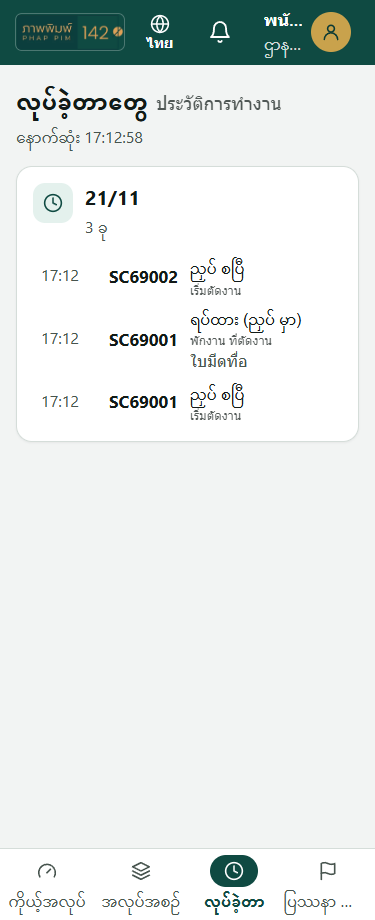 ภาพพิมพ์ 142
PHAP PIM
ไทย
พนั...
ဌာန...
လုပ်ခဲ့တာတွေ ประวัติการทำงาน
နောက်ဆုံး 17:12:58
21/11
3 ခု
17:12 SC69002 ညှပ် စပြီ
เริ่มตัดงาน
17:12 SC69001 ရပ်ထား (ညှပ် မှာ)
พักงาน ที่ตัดงาน
ใบมีดทื่อ
17:12 SC69001 ညှပ် စပြီ
เริ่มตัดงาน
ကိုယ့်အလုပ် အလုပ်အစဉ် လုပ်ခဲ့တာ ပြဿနာ ...